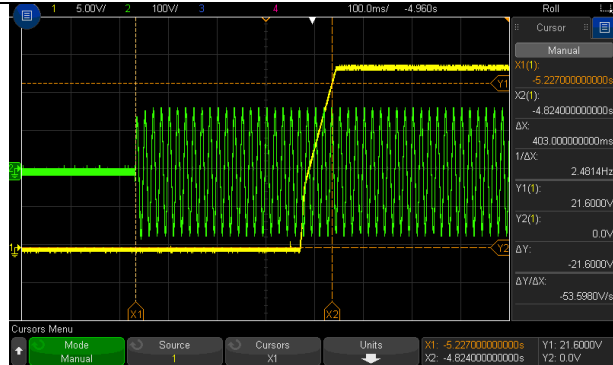 1 5.00V/ 2 100V/ 3 4 100.0ms/ -4.960s Roll
Cursor
Manual
X1(1):
-5.227000000000s
X2(1):
-4.824000000000s
ΔX:
403.000000000ms
1/ΔX:
2.4814Hz
Y1(1):
21.6000V
Y2(1):
0.0V
ΔY:
-21.6000V
ΔY/ΔX:
-53.5980V/s
Y1
Y2
X1 X2
Cursors Menu
Mode Source Cursors Units X1: -5.227000000000s Y1: 21.6000V
Manual 1 X1 X2: -4.824000000000s Y2: 0.0V